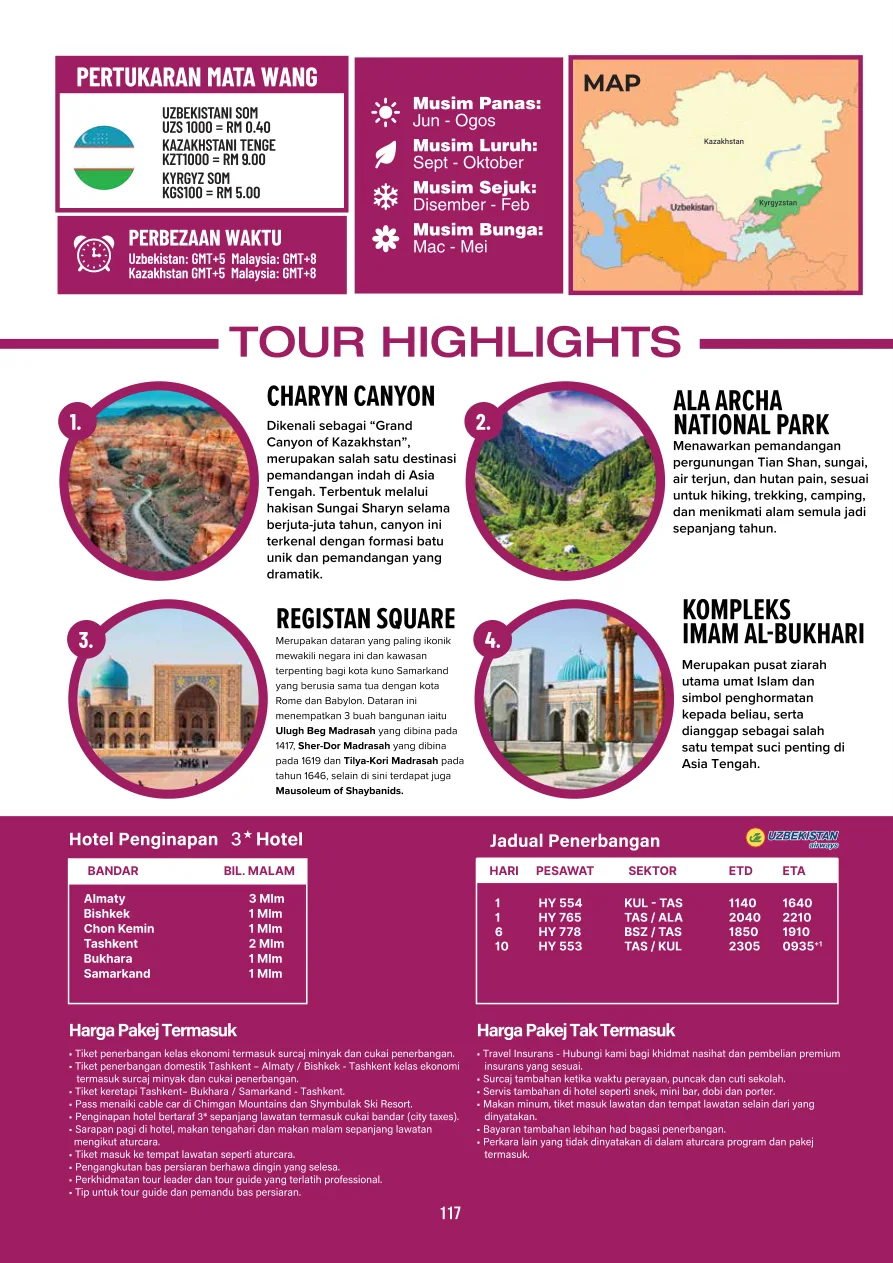 PERTUKARAN MATA WANG
UZBEKISTANI SOM
UZS 1000 = RM 0.40
KAZAKHSTANI TENGE
KZT1000 = RM 9.00
KYRGYZ SOM
KGS100 = RM 5.00
PERBEZAAN WAKTU
Uzbekistan: GMT+5 Malaysia: GMT+8
Kazakhstan GMT+5 Malaysia: GMT+8
Musim Panas:
Jun - Ogos
Musim Luruh:
Sept - Oktober
Musim Sejuk:
Disember - Feb
Musim Bunga:
Mac - Mei
MAP
Kazakhstan
Uzbekistan
Kyrgyzstan
TOUR HIGHLIGHTS
1.
CHARYN CANYON
Dikenali sebagai “Grand
Canyon of Kazakhstan”,
merupakan salah satu destinasi
pemandangan indah di Asia
Tengah. Terbentuk melalui
hakisan Sungai Sharyn selama
berjuta-juta tahun, canyon ini
terkenal dengan formasi batu
unik dan pemandangan yang
dramatik.
2.
ALA ARCHA
NATIONAL PARK
Menawarkan pemandangan
pergunungan Tian Shan, sungai,
air terjun, dan hutan pain, sesuai
untuk hiking, trekking, camping,
dan menikmati alam semula jadi
sepanjang tahun.
3.
REGISTAN SQUARE
Merupakan dataran yang paling ikonik
mewakili negara ini dan kawasan
terpenting bagi kota kuno Samarkand
yang berusia sama tua dengan kota
Rome dan Babylon. Dataran ini
menempatkan 3 buah bangunan iaitu
Ulugh Beg Madrasah yang dibina pada
1417, Sher-Dor Madrasah yang dibina
pada 1619 dan Tilya-Kori Madrasah pada
tahun 1646, selain di sini terdapat juga
Mausoleum of Shaybanids.
4.
KOMPLEKS
IMAM AL-BUKHARI
Merupakan pusat ziarah
utama umat Islam dan
simbol penghormatan
kepada beliau, serta
dianggap sebagai salah
satu tempat suci penting di
Asia Tengah.
Hotel Penginapan 3★ Hotel
BANDAR BIL. MALAM
Almaty 3 Mlm
Bishkek 1 Mlm
Chon Kemin 1 Mlm
Tashkent 2 Mlm
Bukhara 1 Mlm
Samarkand 1 Mlm
Jadual Penerbangan
UZBEKISTAN
airways
HARI PESAWAT SEKTOR ETD ETA
1 HY 554 KUL - TAS 1140 1640
1 HY 765 TAS / ALA 2040 2210
6 HY 778 BSZ / TAS 1850 1910
10 HY 553 TAS / KUL 2305 0935+1
Harga Pakej Termasuk
• Tiket penerbangan kelas ekonomi termasuk surcaj minyak dan cukai penerbangan.
• Tiket penerbangan domestik Tashkent – Almaty / Bishkek - Tashkent kelas ekonomi
termasuk surcaj minyak dan cukai penerbangan.
• Tiket keretapi Tashkent– Bukhara / Samarkand - Tashkent.
• Pass menaiki cable car di Chimgan Mountains dan Shymbulak Ski Resort.
• Penginapan hotel bertaraf 3* sepanjang lawatan termasuk cukai bandar (city taxes).
• Sarapan pagi di hotel, makan tengahari dan makan malam sepanjang lawatan
mengikut aturcara.
• Tiket masuk ke tempat lawatan seperti aturcara.
• Pengangkutan bas persiaran berhawa dingin yang selesa.
• Perkhidmatan tour leader dan tour guide yang terlatih professional.
• Tip untuk tour guide dan pemandu bas persiaran.
Harga Pakej Tak Termasuk
• Travel Insurans - Hubungi kami bagi khidmat nasihat dan pembelian premium
insurans yang sesuai.
• Surcaj tambahan ketika waktu perayaan, puncak dan cuti sekolah.
• Servis tambahan di hotel seperti snek, mini bar, dobi dan porter.
• Makan minum, tiket masuk lawatan dan tempat lawatan selain dari yang
dinyatakan.
• Bayaran tambahan lebihan had bagasi penerbangan.
• Perkara lain yang tidak dinyatakan di dalam aturcara program dan pakej
termasuk.
117